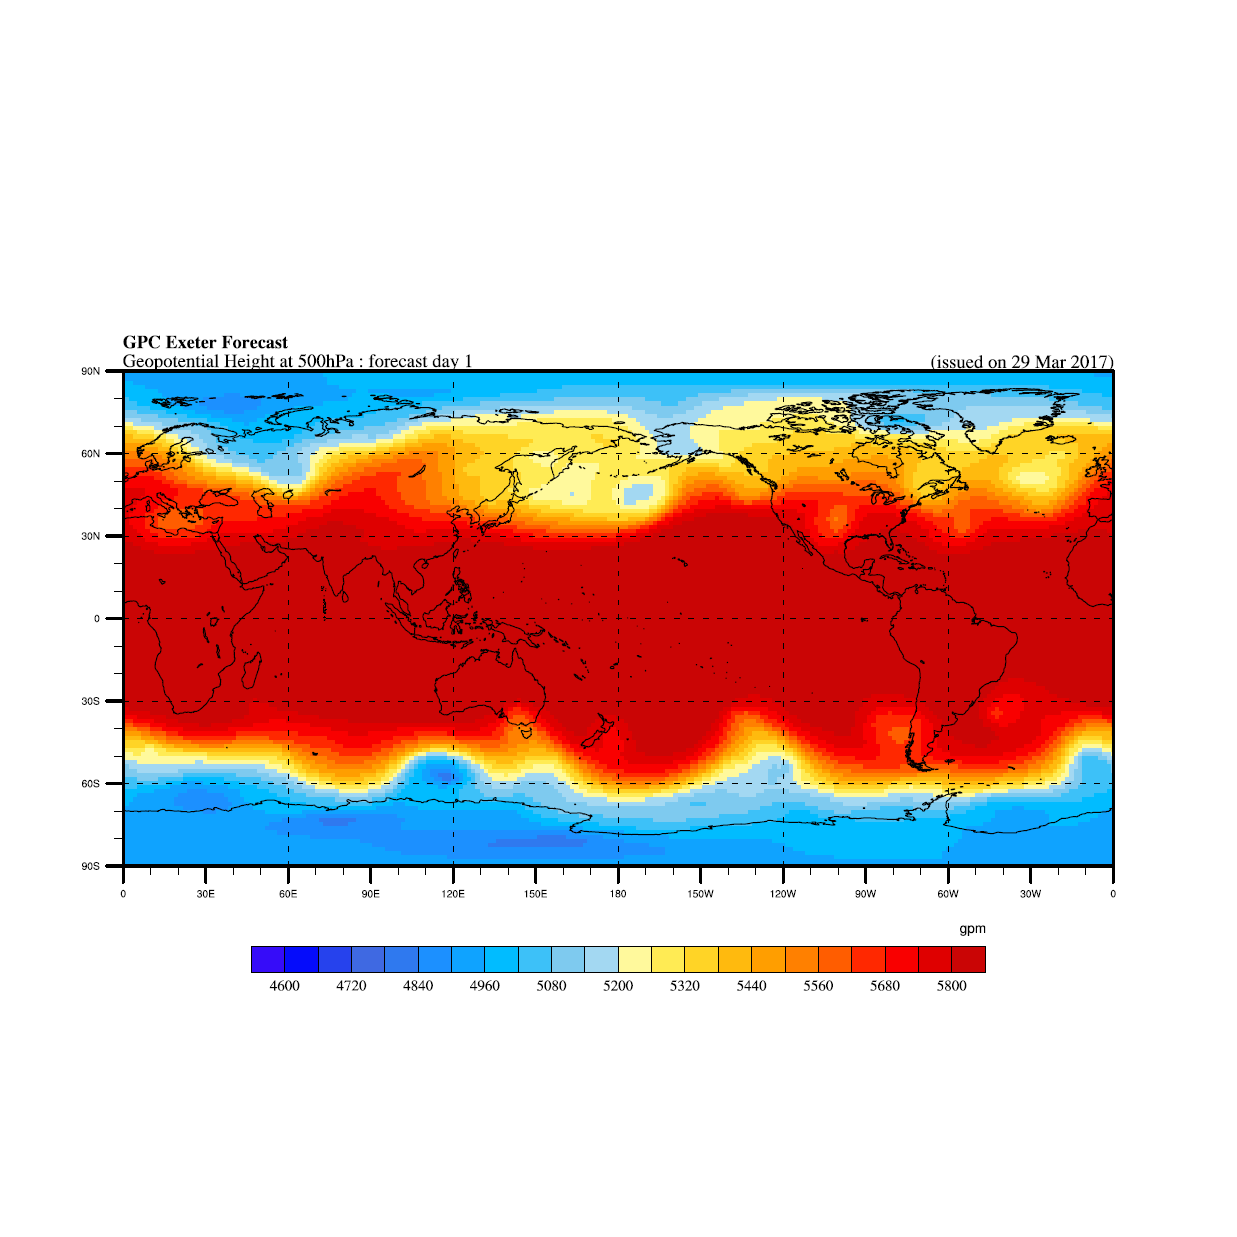 GPC Exeter Forecast
Geopotential Height at 500hPa : forecast day 1
(issued on 29 Mar 2017)
90N
60N
30N
0
30S
60S
90S
0 30E 60E 90E 120E 150E 180 150W 120W 90W 60W 30W 0
gpm
4600 4720 4840 4960 5080 5200 5320 5440 5560 5680 5800